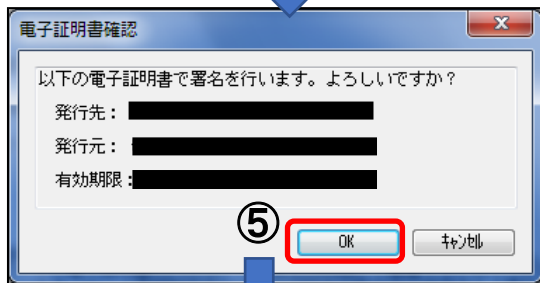 電子証明書確認
以下の電子証明書で署名を行います。よろしいですか？
発行先：
発行元：
有効期限：
⑤
OK
ｷｬﾝｾﾙ